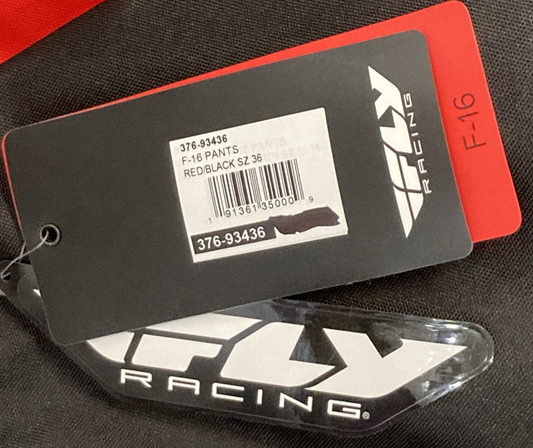 376-93436
F-16 PANTS
RED/BLACK SZ 36
1 91361 35000 9
376-93436
FLY
RACING
F-16
FLY
RACING®